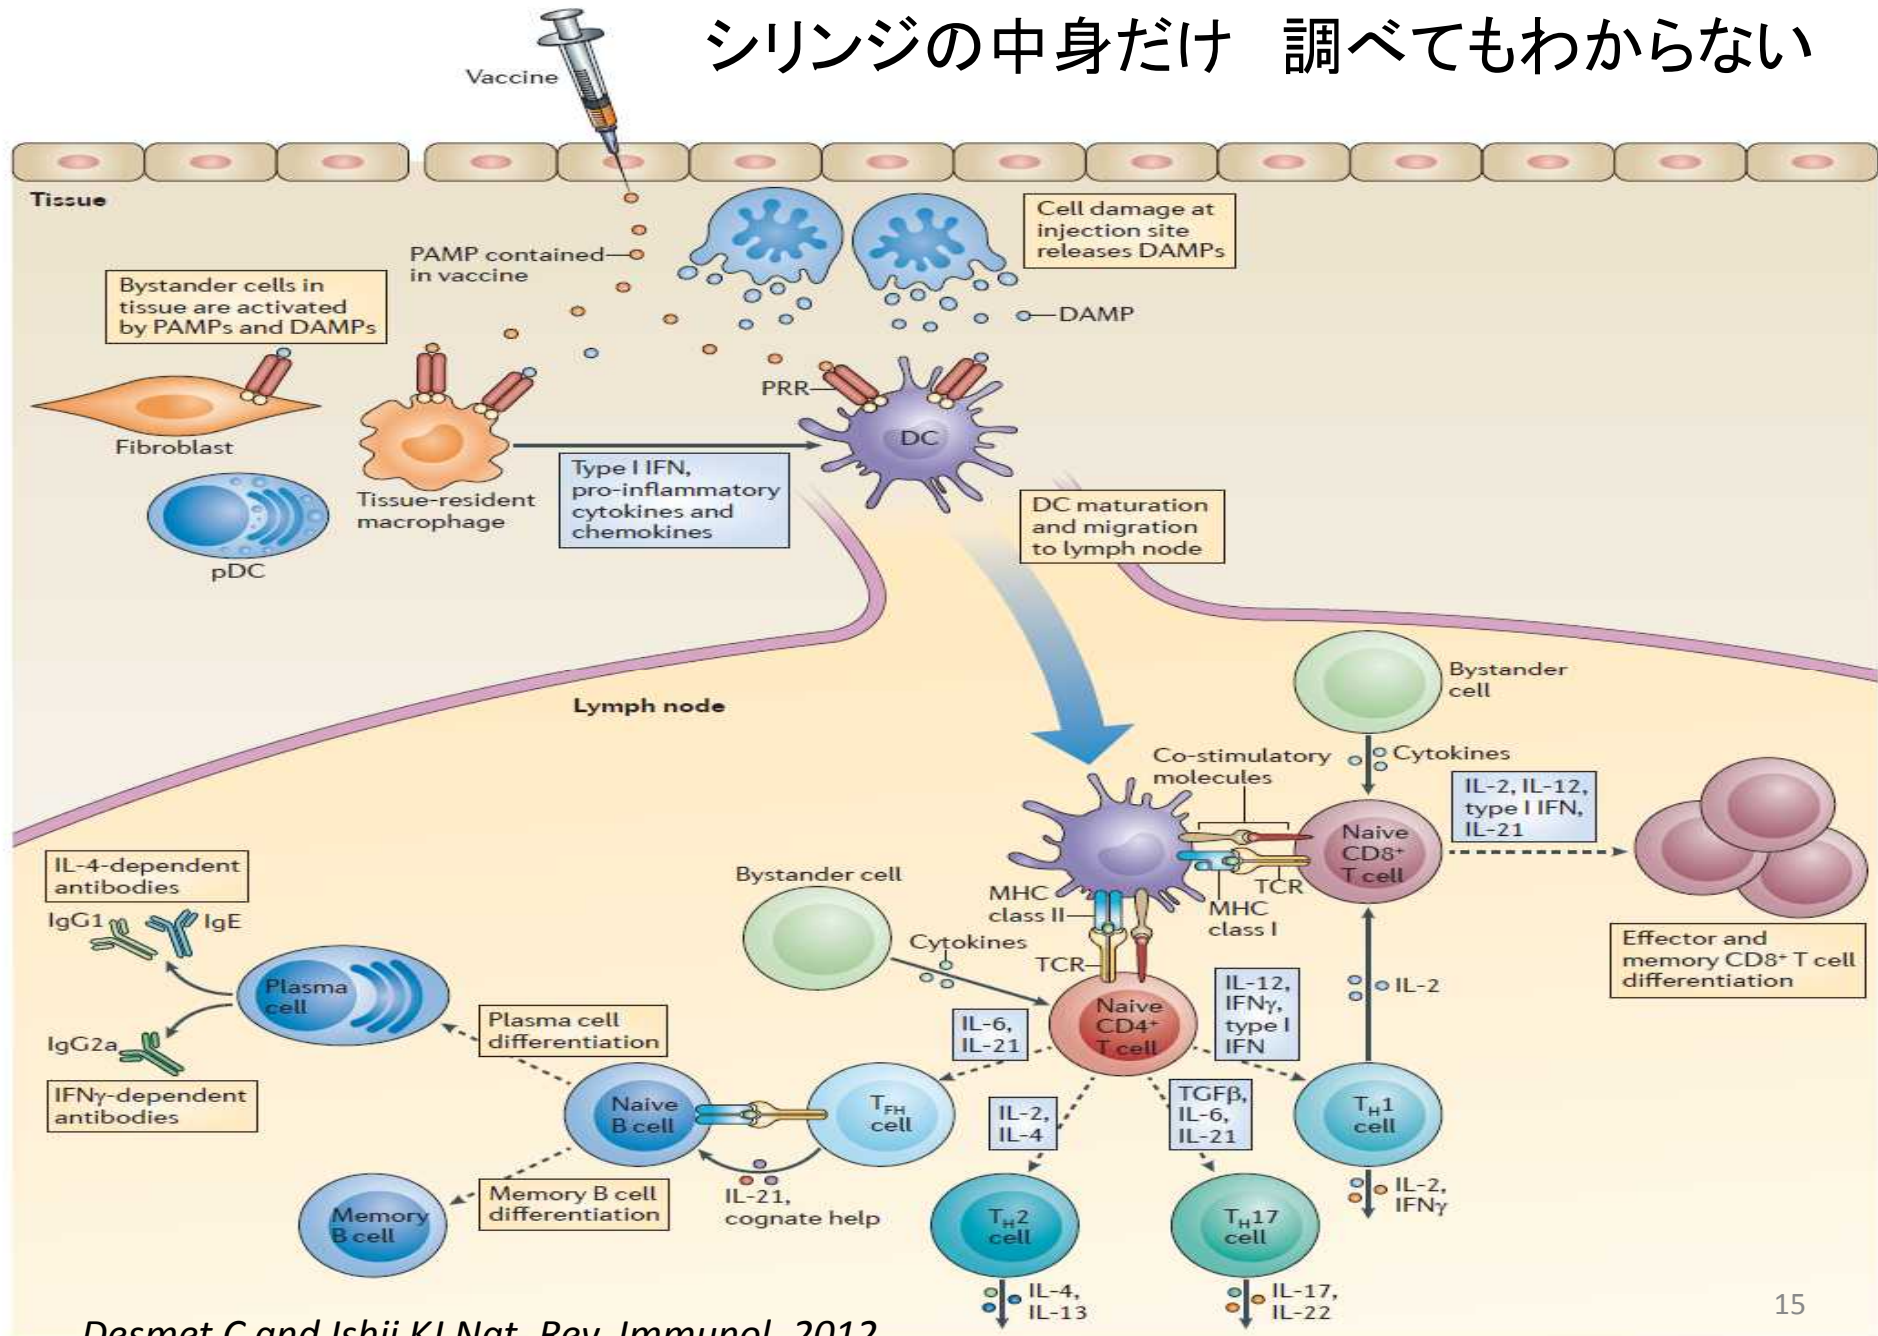 シリンジの中身だけ　調べてもわからない
Vaccine
Tissue
Cell damage at
injection site
releases DAMPs
PAMP contained
in vaccine
Bystander cells in
tissue are activated
by PAMPs and DAMPs
DAMP
PRR
DC
Fibroblast
Type I IFN,
pro-inflammatory
cytokines and
chemokines
Tissue-resident
macrophage
DC maturation
and migration
to lymph node
pDC
Lymph node
Bystander
cell
Cytokines
Co-stimulatory
molecules
IL-2, IL-12,
type I IFN,
IL-21
Naive
CD8⁺
T cell
TCR
MHC
class I
MHC
class II
TCR
Effector and
memory CD8⁺ T cell
differentiation
IL-4-dependent
antibodies
IgG1
IgE
Bystander cell
Cytokines
Plasma
cell
IgG2a
IFNγ-dependent
antibodies
Plasma cell
differentiation
IL-6,
IL-21
Naive
CD4⁺
T cell
IL-12,
IFNγ,
type I
IFN
IL-2
Naive
B cell
TFH
cell
IL-2,
IL-4
TGFβ,
IL-6,
IL-21
TH1
cell
IL-2,
IFNγ
Memory
B cell
Memory B cell
differentiation
IL-21,
cognate help
TH2
cell
TH17
cell
IL-4,
IL-13
IL-17,
IL-22
Desmet C and Ishii KJ Nat. Rev. Immunol. 2012
15